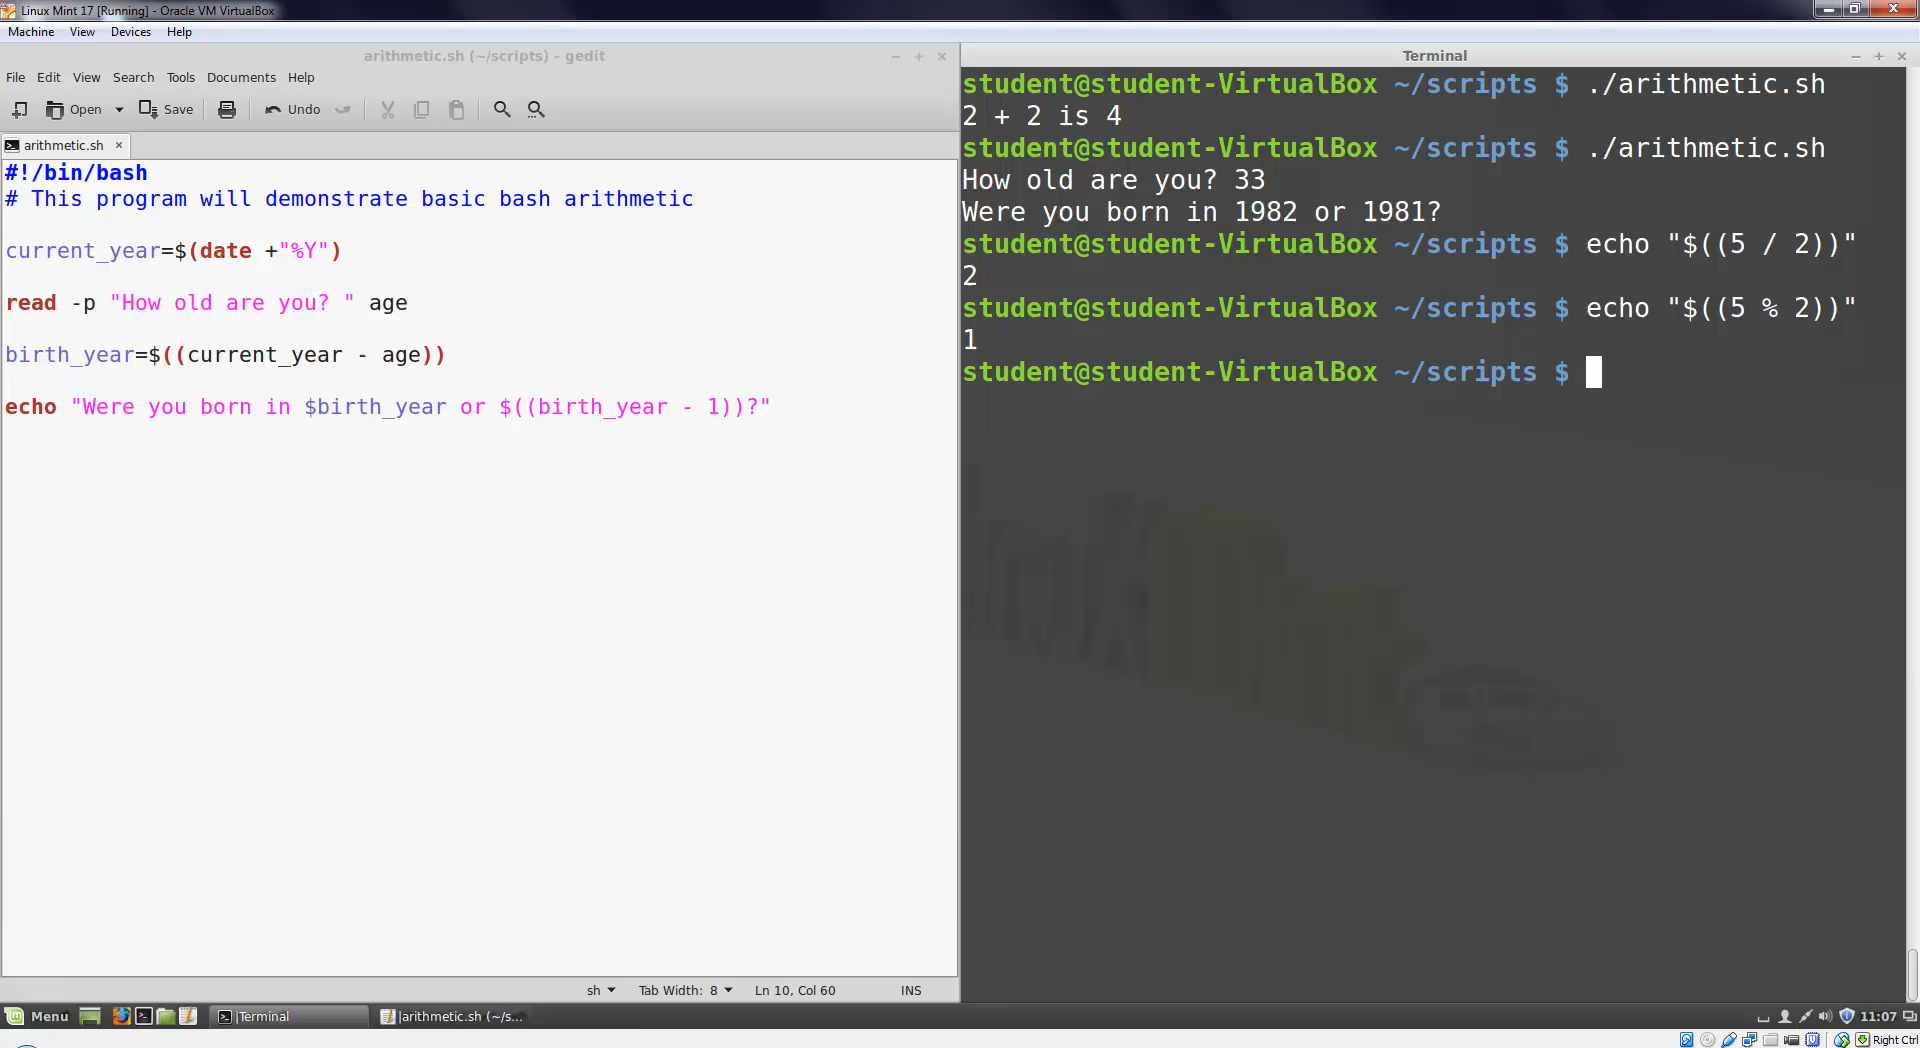 Linux Mint 17 [Running] - Oracle VM VirtualBox
Machine View Devices Help
arithmetic.sh (~/scripts) - gedit
File Edit View Search Tools Documents Help
Open Save Undo
arithmetic.sh
#!/bin/bash
# This program will demonstrate basic bash arithmetic
current_year=$(date +"%Y")
read -p "How old are you? " age
birth_year=$((current_year - age))
echo "Were you born in $birth_year or $((birth_year - 1))?"
sh Tab Width: 8 Ln 10, Col 60 INS
Terminal
student@student-VirtualBox ~/scripts $ ./arithmetic.sh
2 + 2 is 4
student@student-VirtualBox ~/scripts $ ./arithmetic.sh
How old are you? 33
Were you born in 1982 or 1981?
student@student-VirtualBox ~/scripts $ echo "$((5 / 2))"
2
student@student-VirtualBox ~/scripts $ echo "$((5 % 2))"
1
student@student-VirtualBox ~/scripts $
Menu Terminal arithmetic.sh (~/s... 11:07
Right Ctrl